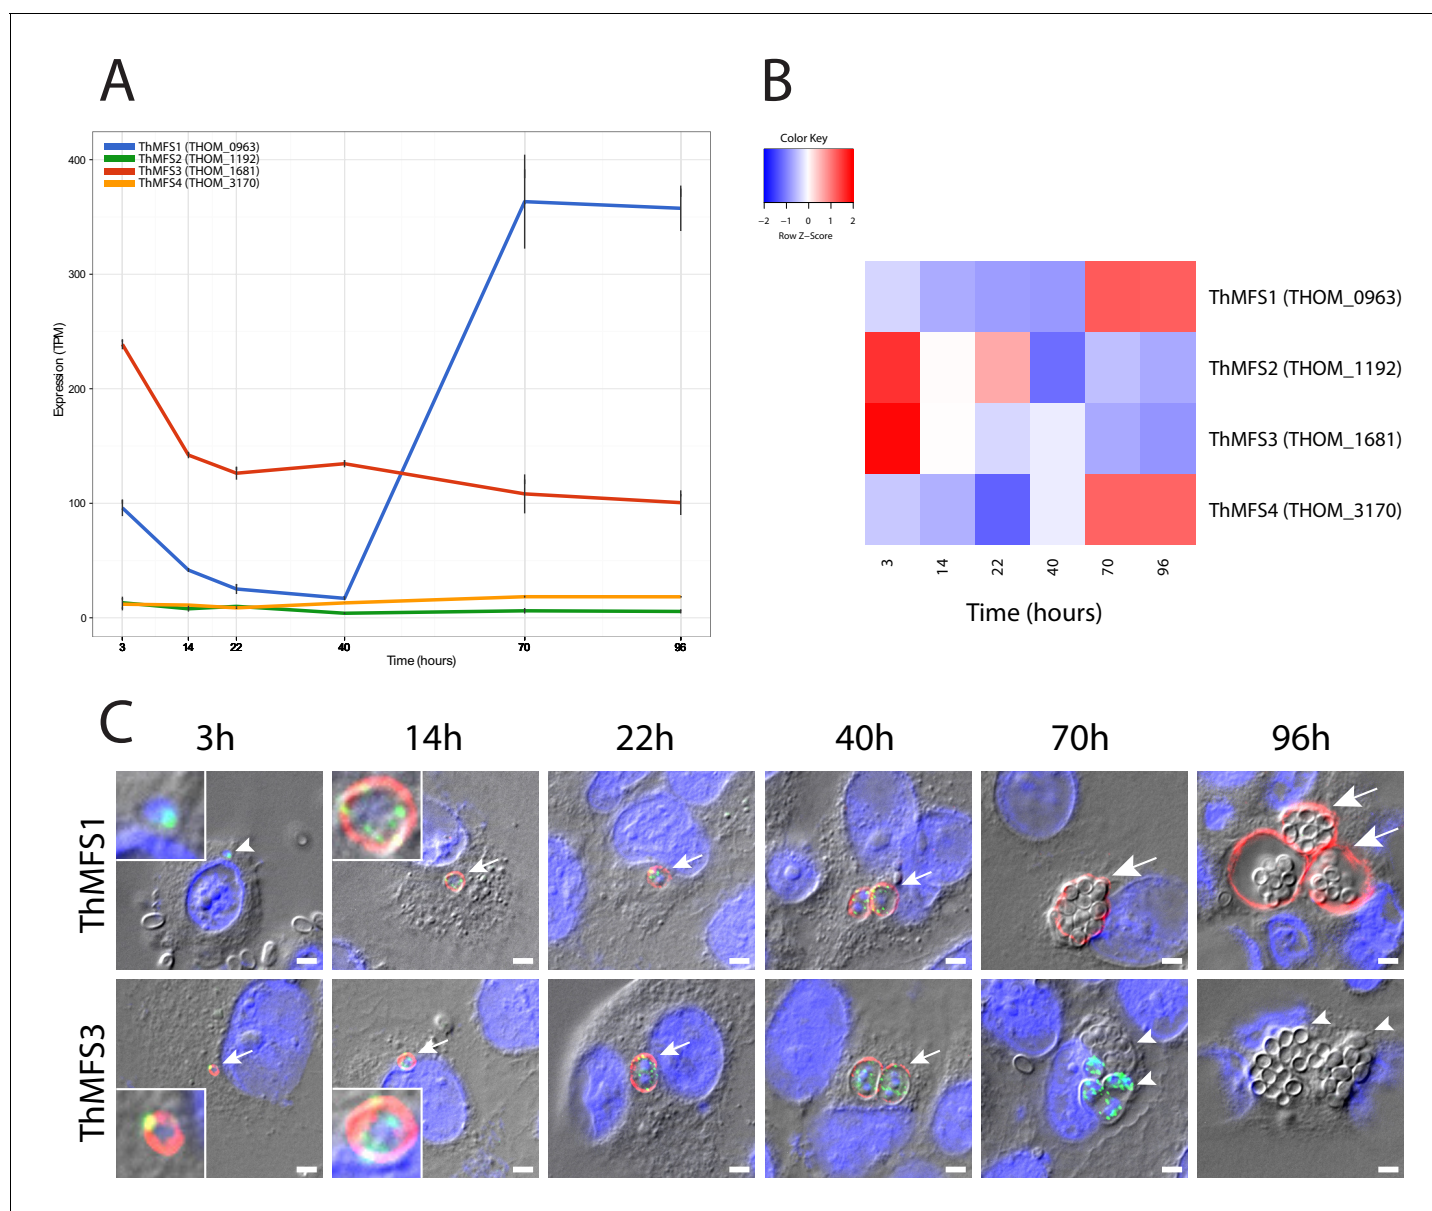 A
ThMFS1 (THOM_0963)
ThMFS2 (THOM_1192)
ThMFS3 (THOM_1681)
ThMFS4 (THOM_3170)
400
300
200
100
0
Expression (TPM)
3 14 22 40 70 96
Time (hours)
B
Color Key
−2 −1 0 1 2
Row Z−Score
ThMFS1 (THOM_0963)
ThMFS2 (THOM_1192)
ThMFS3 (THOM_1681)
ThMFS4 (THOM_3170)
3 14 22 40 70 96
Time (hours)
C
3h 14h 22h 40h 70h 96h
ThMFS1
ThMFS3